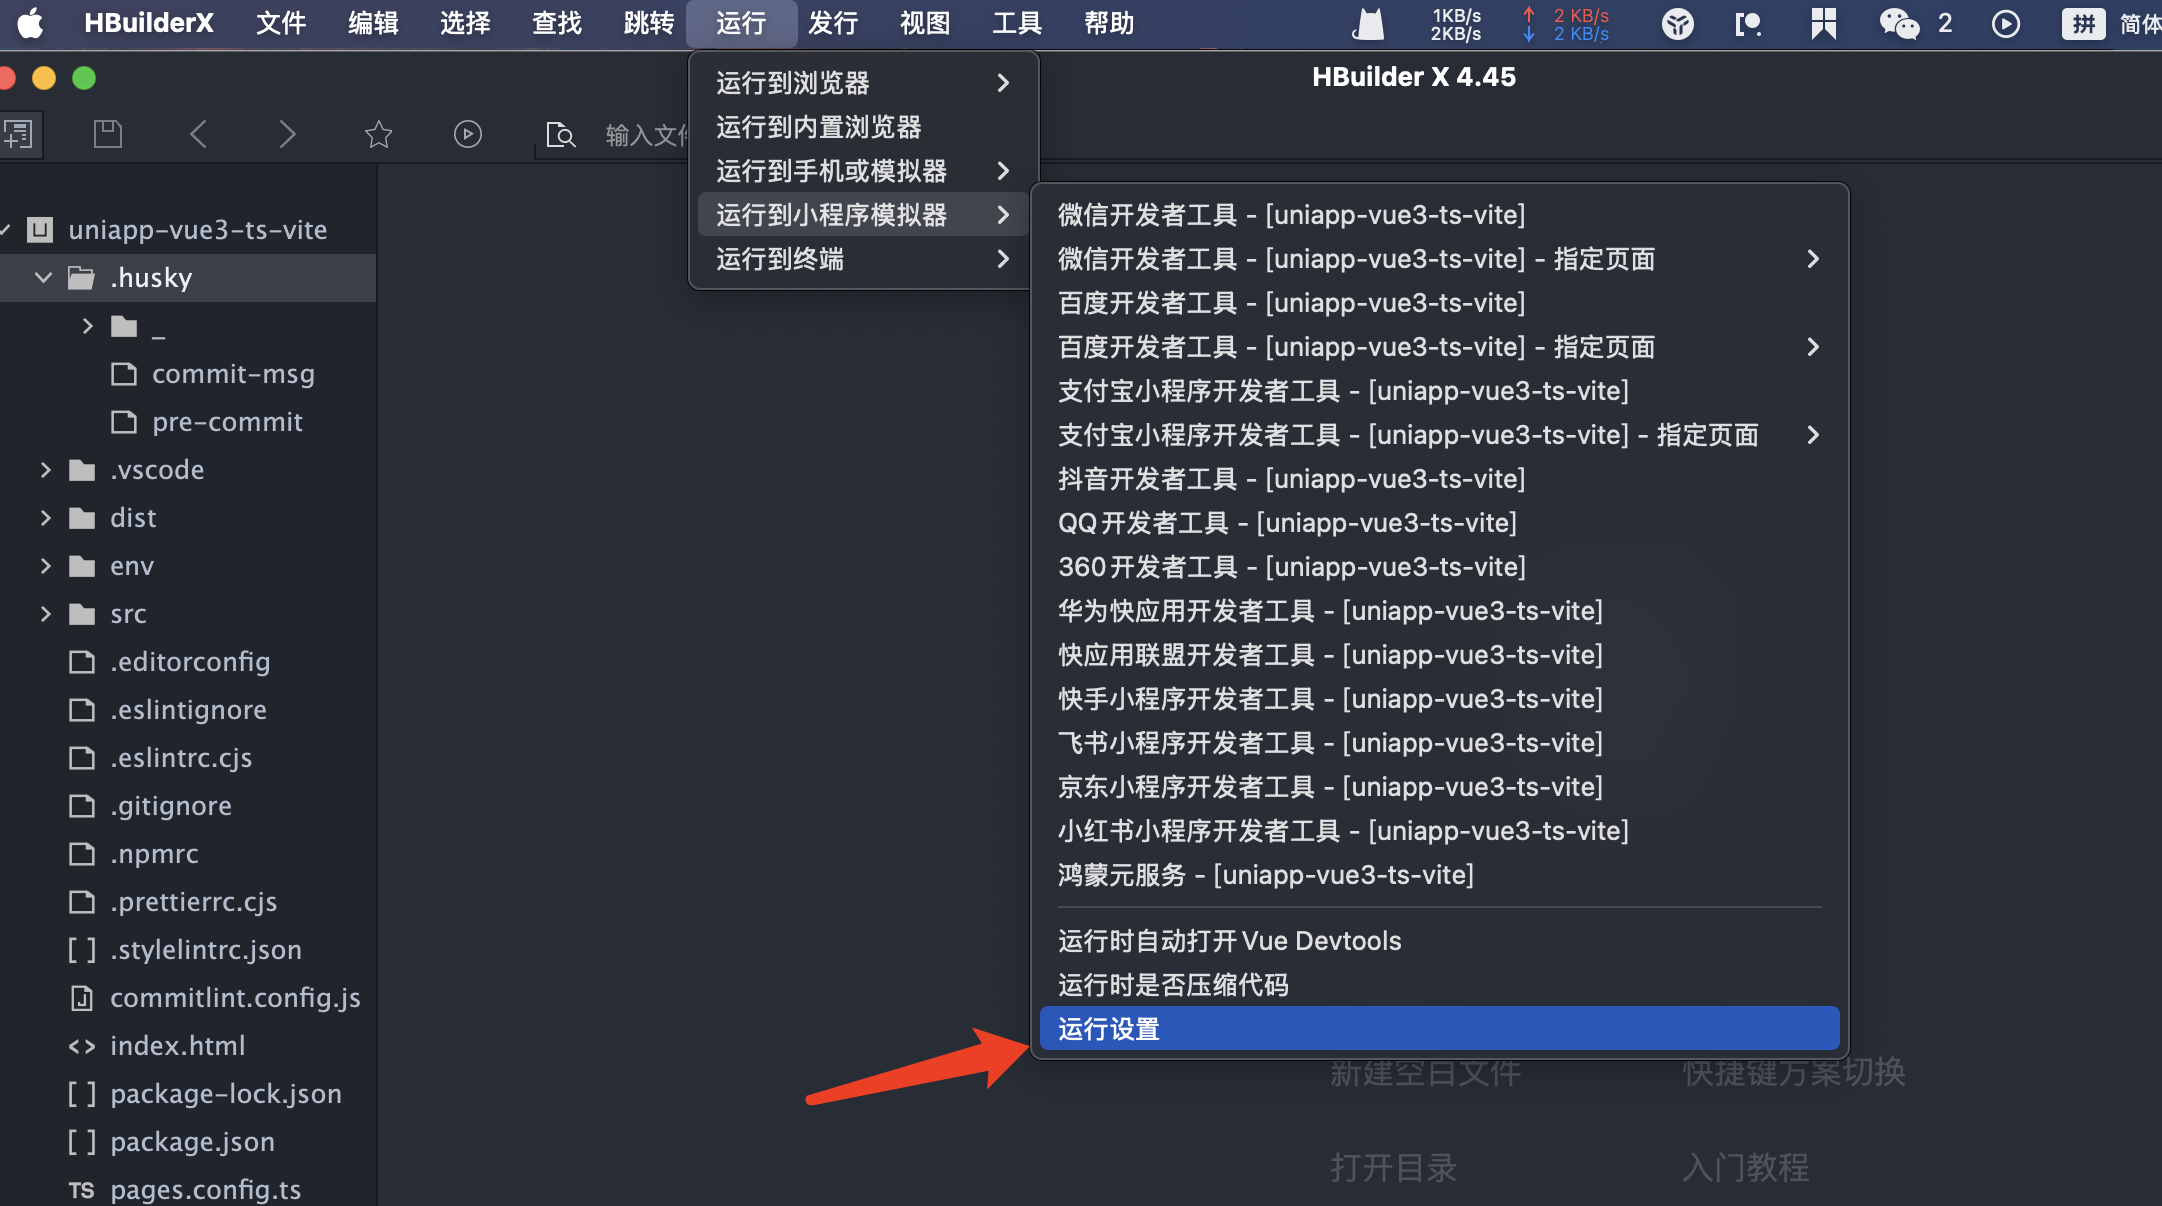 HBuilderX 文件 编辑 选择 查找 跳转 运行 发行 视图 工具 帮助
1KB/s
2KB/s
2 KB/s
2 KB/s
2
拼
简体
HBuilder X 4.45
输入文件
运行到浏览器
运行到内置浏览器
运行到手机或模拟器
运行到小程序模拟器
运行到终端
微信开发者工具 - [uniapp-vue3-ts-vite]
微信开发者工具 - [uniapp-vue3-ts-vite] - 指定页面
百度开发者工具 - [uniapp-vue3-ts-vite]
百度开发者工具 - [uniapp-vue3-ts-vite] - 指定页面
支付宝小程序开发者工具 - [uniapp-vue3-ts-vite]
支付宝小程序开发者工具 - [uniapp-vue3-ts-vite] - 指定页面
抖音开发者工具 - [uniapp-vue3-ts-vite]
QQ开发者工具 - [uniapp-vue3-ts-vite]
360开发者工具 - [uniapp-vue3-ts-vite]
华为快应用开发者工具 - [uniapp-vue3-ts-vite]
快应用联盟开发者工具 - [uniapp-vue3-ts-vite]
快手小程序开发者工具 - [uniapp-vue3-ts-vite]
飞书小程序开发者工具 - [uniapp-vue3-ts-vite]
京东小程序开发者工具 - [uniapp-vue3-ts-vite]
小红书小程序开发者工具 - [uniapp-vue3-ts-vite]
鸿蒙元服务 - [uniapp-vue3-ts-vite]
运行时自动打开Vue Devtools
运行时是否压缩代码
运行设置
uniapp-vue3-ts-vite
.husky
_
commit-msg
pre-commit
.vscode
dist
env
src
.editorconfig
.eslintignore
.eslintrc.cjs
.gitignore
.npmrc
.prettierrc.cjs
[ ] .stylelintrc.json
commitlint.config.js
<> index.html
[ ] package-lock.json
[ ] package.json
TS pages.config.ts
新建空白文件 快捷键方案切换
打开目录 入门教程